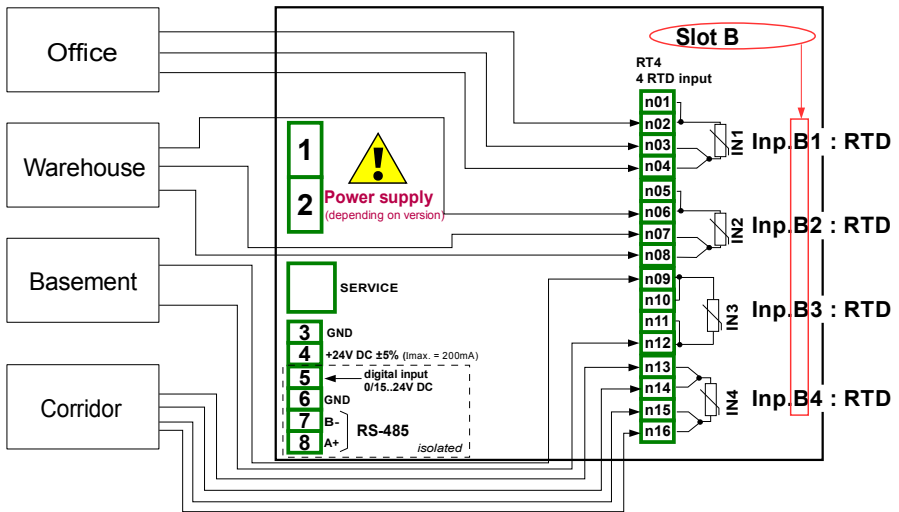 Office
Warehouse
Basement
Corridor
1
2
Power supply
(depending on version)
SERVICE
3 GND
4 +24V DC ±5% (Imax. = 200mA)
5 digital input
0/15..24V DC
6 GND
7 B-
8 A+
RS-485
isolated
Slot B
RT4
4 RTD input
n01
n02
n03
n04
n05
n06
n07
n08
n09
n10
n11
n12
n13
n14
n15
n16
IN1
IN2
IN3
IN4
Inp.B1 : RTD
Inp.B2 : RTD
Inp.B3 : RTD
Inp.B4 : RTD